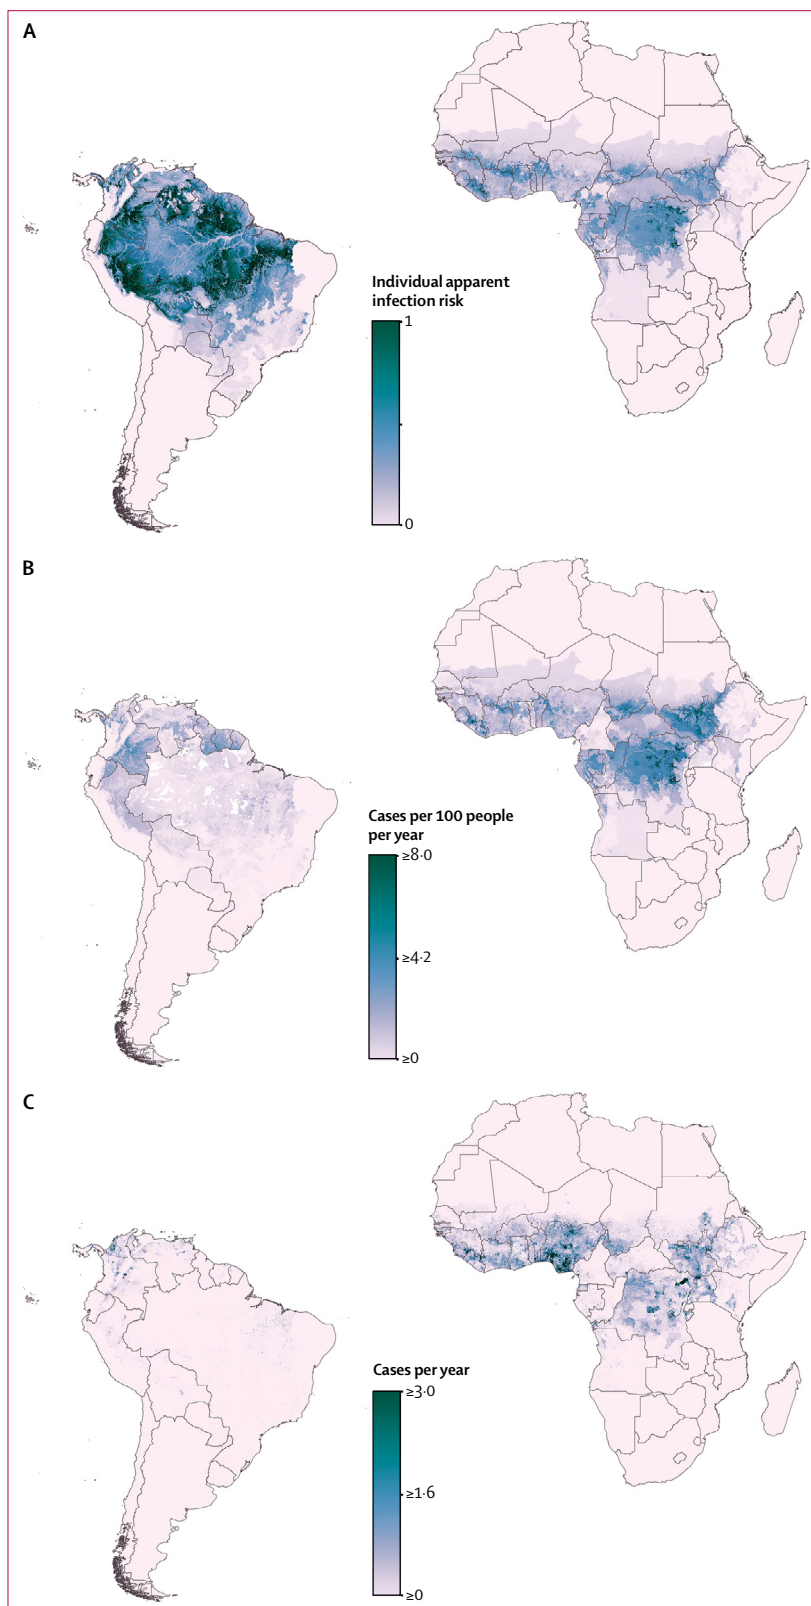 A
Individual apparent
infection risk
1
0
B
Cases per 100 people
per year
≥8·0
≥4·2
≥0
C
Cases per year
≥3·0
≥1·6
≥0